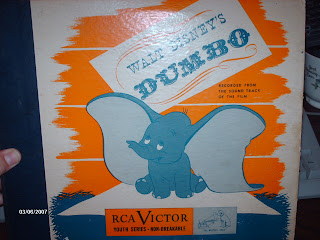 WALT DISNEY'S
DUMBO
RECORDED FROM
THE SOUND TRACK
OF THE FILM
RCA VICTOR
YOUTH SERIES - NON-BREAKABLE
03/06/2007